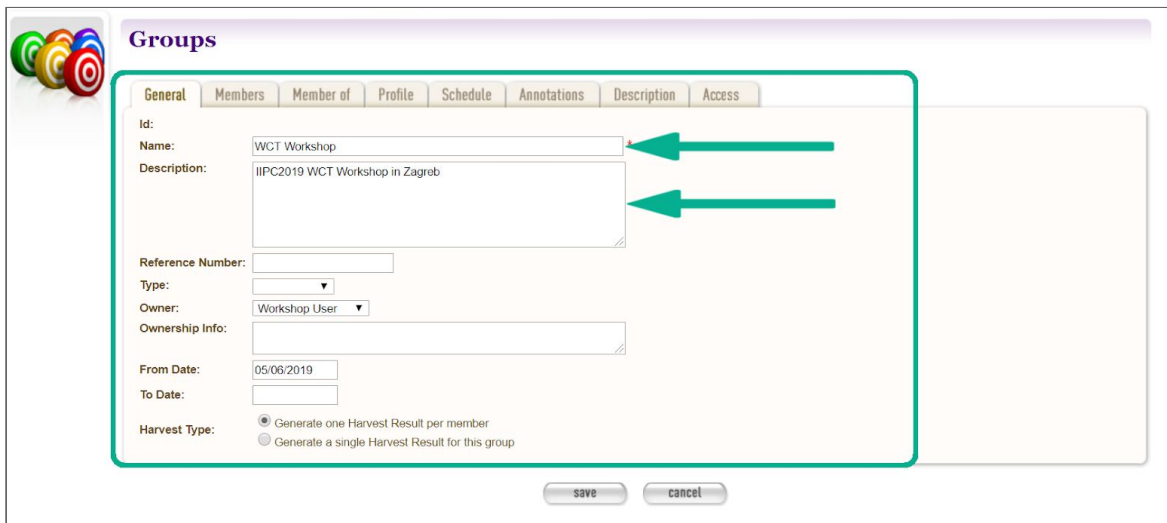 Groups
General Members Member of Profile Schedule Annotations Description Access
Id:
Name: WCT Workshop *
Description: IIPC2019 WCT Workshop in Zagreb
Reference Number:
Type:
Owner: Workshop User
Ownership Info:
From Date: 05/06/2019
To Date:
Harvest Type: Generate one Harvest Result per member
Generate a single Harvest Result for this group
save cancel